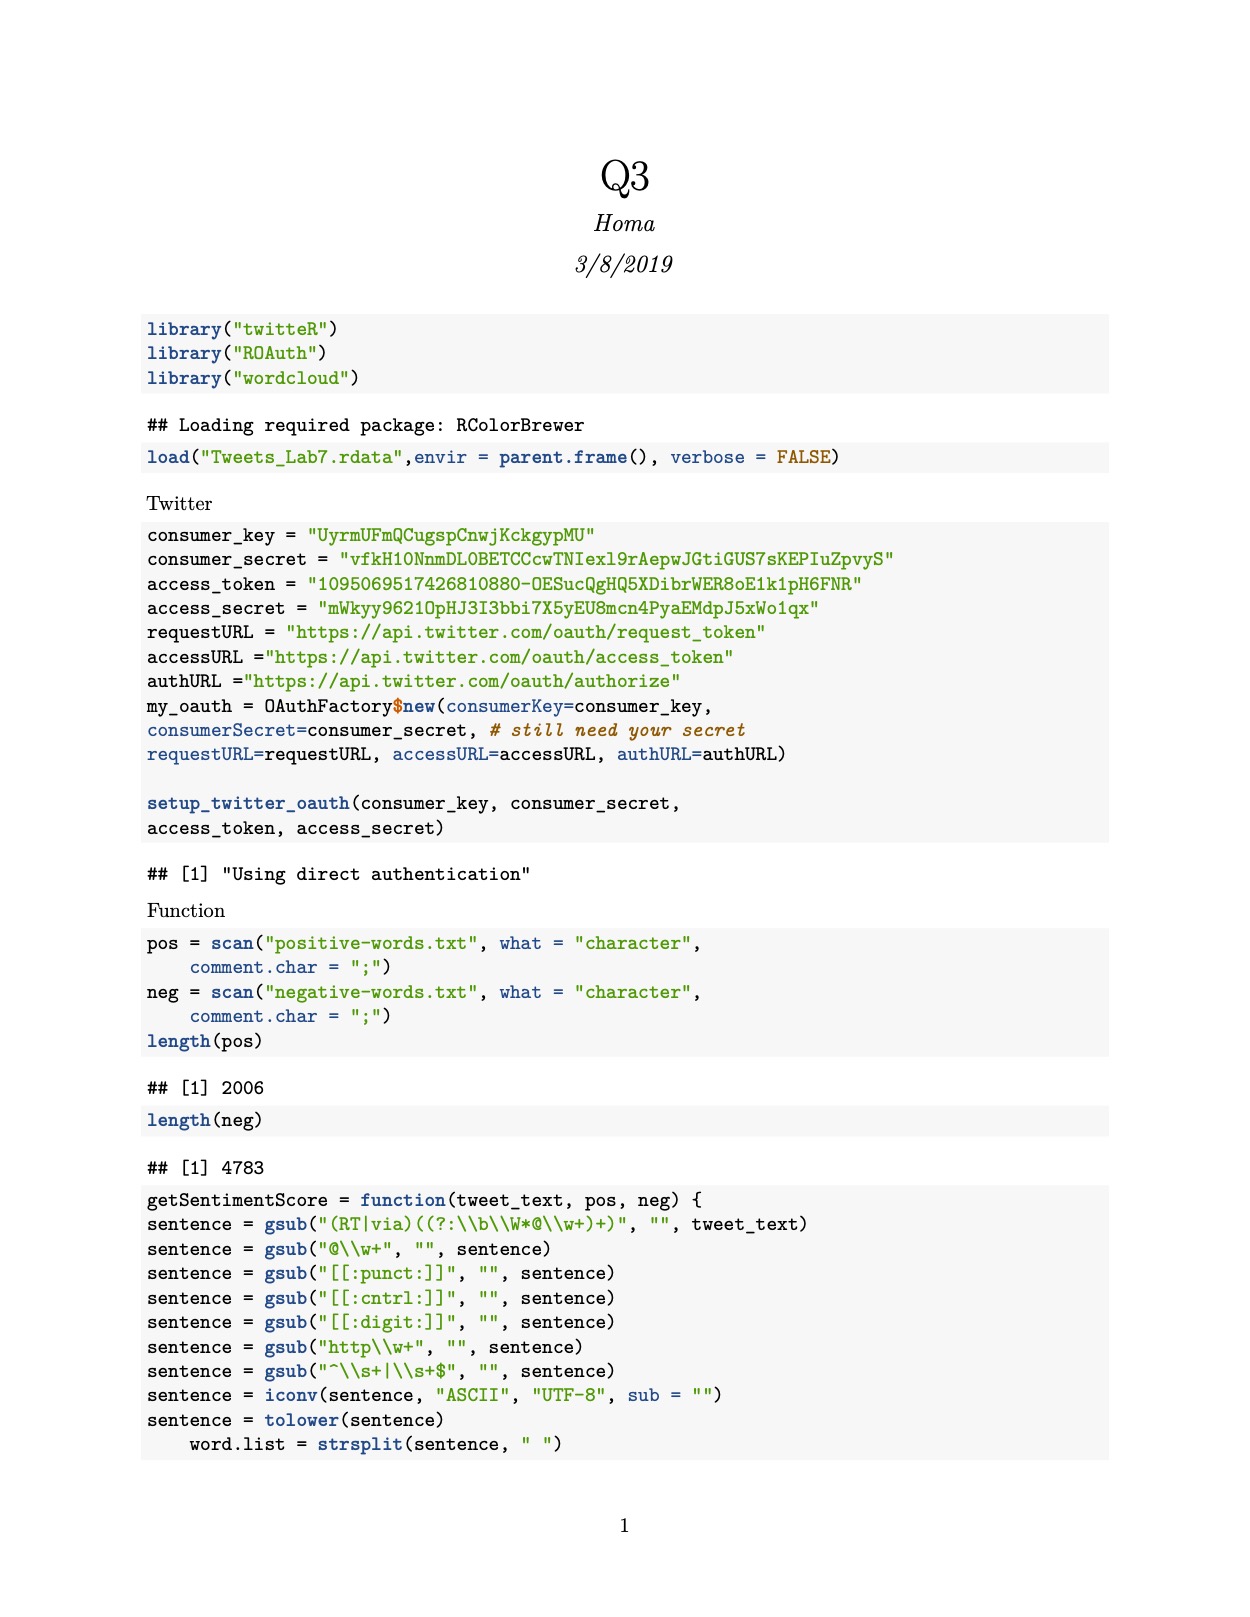 Q3
Homa
3/8/2019
library("twitteR")
library("ROAuth")
library("wordcloud")
## Loading required package: RColorBrewer
load("Tweets_Lab7.rdata",envir = parent.frame(), verbose = FALSE)
Twitter
consumer_key = "UyrmUFmQCugspCnwjKckgypMU"
consumer_secret = "vfkH10NnmDL0BETCCcwTNIexl9rAepwJGtiGUS7sKEPIuZpvyS"
access_token = "1095069517426810880-OESucQgHQ5XDibrWER8oE1k1pH6FNR"
access_secret = "mWkyy9621OpHJ3I3bbi7X5yEU8mcn4PyaEMdpJ5xWo1qx"
requestURL = "https://api.twitter.com/oauth/request_token"
accessURL ="https://api.twitter.com/oauth/access_token"
authURL ="https://api.twitter.com/oauth/authorize"
my_oauth = OAuthFactory$new(consumerKey=consumer_key,
consumerSecret=consumer_secret, # still need your secret
requestURL=requestURL, accessURL=accessURL, authURL=authURL)
setup_twitter_oauth(consumer_key, consumer_secret,
access_token, access_secret)
## [1] "Using direct authentication"
Function
pos = scan("positive-words.txt", what = "character",
    comment.char = ";")
neg = scan("negative-words.txt", what = "character",
    comment.char = ";")
length(pos)
## [1] 2006
length(neg)
## [1] 4783
getSentimentScore = function(tweet_text, pos, neg) {
sentence = gsub("(RT|via)((?:\\b\\W*@\\w+)+)", "", tweet_text)
sentence = gsub("@\\w+", "", sentence)
sentence = gsub("[[:punct:]]", "", sentence)
sentence = gsub("[[:cntrl:]]", "", sentence)
sentence = gsub("[[:digit:]]", "", sentence)
sentence = gsub("http\\w+", "", sentence)
sentence = gsub("^\\s+|\\s+$", "", sentence)
sentence = iconv(sentence, "ASCII", "UTF-8", sub = "")
sentence = tolower(sentence)
    word.list = strsplit(sentence, " ")
1